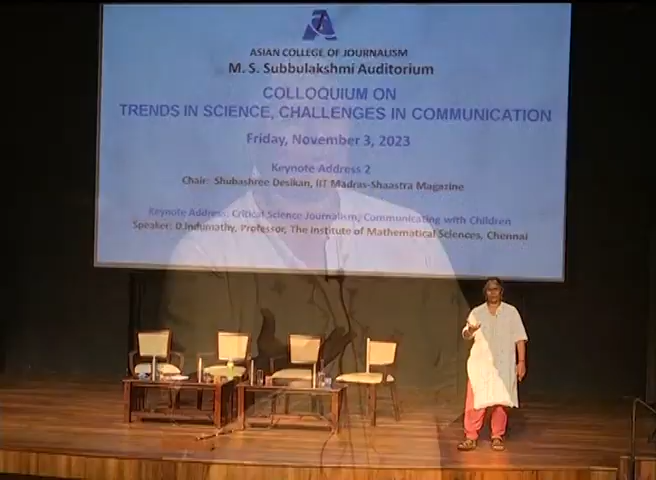 ASIAN COLLEGE OF JOURNALISM
M. S. SUBBULAKSHMI AUDITORIUM
COLLOQUIUM ON
TRENDS IN SCIENCE, CHALLENGES IN COMMUNICATION
FRIDAY, NOVEMBER 3, 2023
KEYNOTE ADDRESS 2
CHAIR: SHUBASHREE DESIKAN, IIT MADRAS-SHAASTRA MAGAZINE
KEYNOTE ADDRESS: CRITICAL SCIENCE JOURNALISM, COMMUNICATING WITH CHILDREN
SPEAKER: D.INDUMATHY, PROFESSOR, THE INSTITUTE OF MATHEMATICAL SCIENCES, CHENNAI